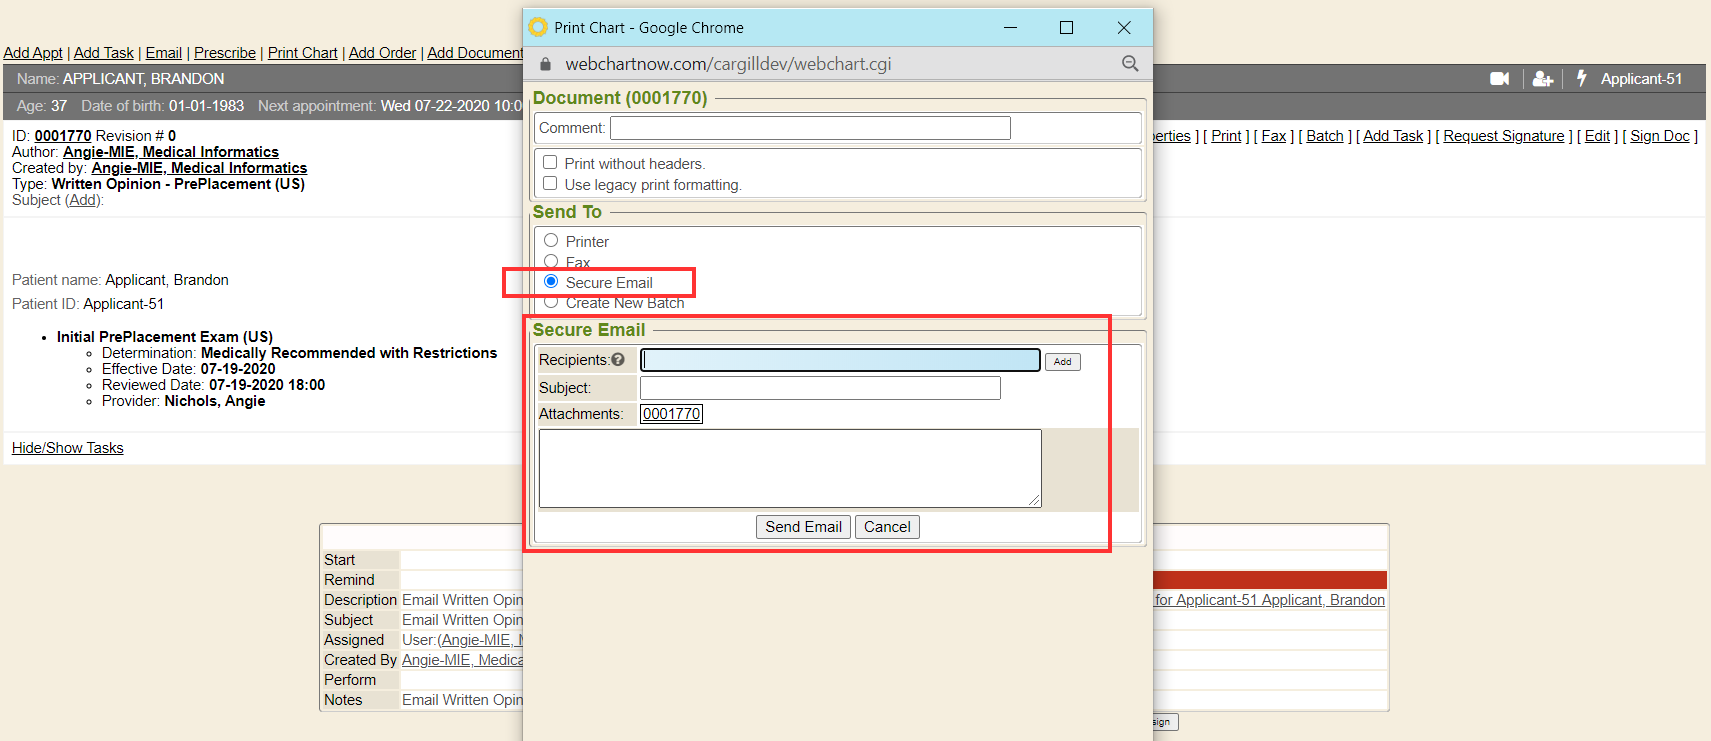 Print Chart - Google Chrome
webchartnow.com/cargilldev/webchart.cgi
Add Appt | Add Task | Email | Prescribe | Print Chart | Add Order | Add Document
Name: APPLICANT, BRANDON
Applicant-51
Age: 37 Date of birth: 01-01-1983 Next appointment: Wed 07-22-2020 10:0
ID: 0001770 Revision # 0
Author: Angie-MIE, Medical Informatics
Created by: Angie-MIE, Medical Informatics
Type: Written Opinion - PrePlacement (US)
Subject (Add):
perties ] [ Print ] [ Fax ] [ Batch ] [ Add Task ] [ Request Signature ] [ Edit ] [ Sign Doc ]
Patient name: Applicant, Brandon
Patient ID: Applicant-51
• Initial PrePlacement Exam (US)
Determination: Medically Recommended with Restrictions
Effective Date: 07-19-2020
Reviewed Date: 07-19-2020 18:00
Provider: Nichols, Angie
Hide/Show Tasks
Document (0001770)
Comment:
Print without headers.
Use legacy print formatting.
Send To
Printer
Fax
Secure Email
Create New Batch
Secure Email
Recipients: Add
Subject:
Attachments: 0001770
Send Email Cancel
Start
Remind
Description Email Written Opin for Applicant-51 Applicant, Brandon
Subject Email Written Opin
Assigned User:(Angie-MIE,
Created By Angie-MIE, Medica
Perform
Notes Email Written Opin
sign